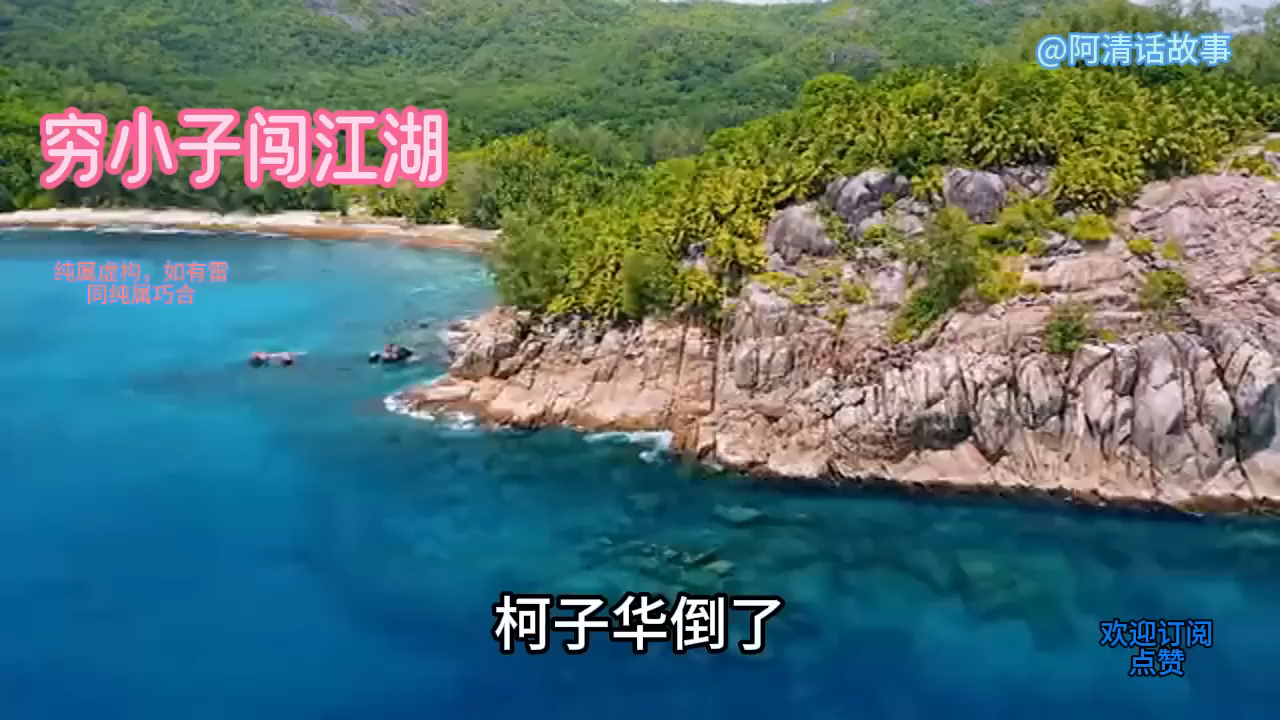 @阿清话故事
穷小子闯江湖
纯属虚构，如有雷
同纯属巧合
柯子华倒了
欢迎订阅
点赞